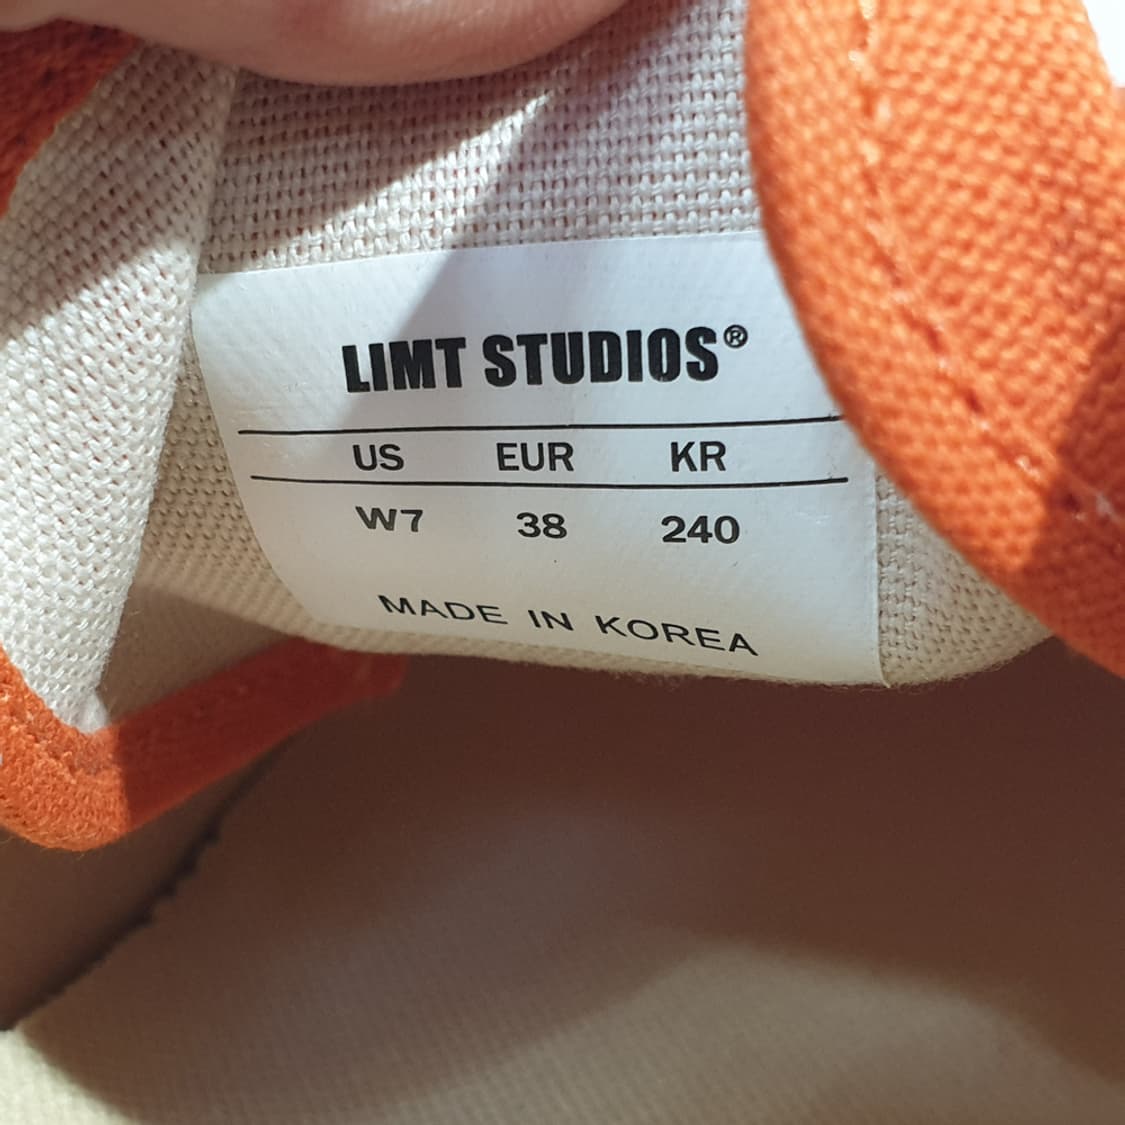 LIMT STUDIOS®
US EUR KR
W7 38 240
MADE IN KOREA